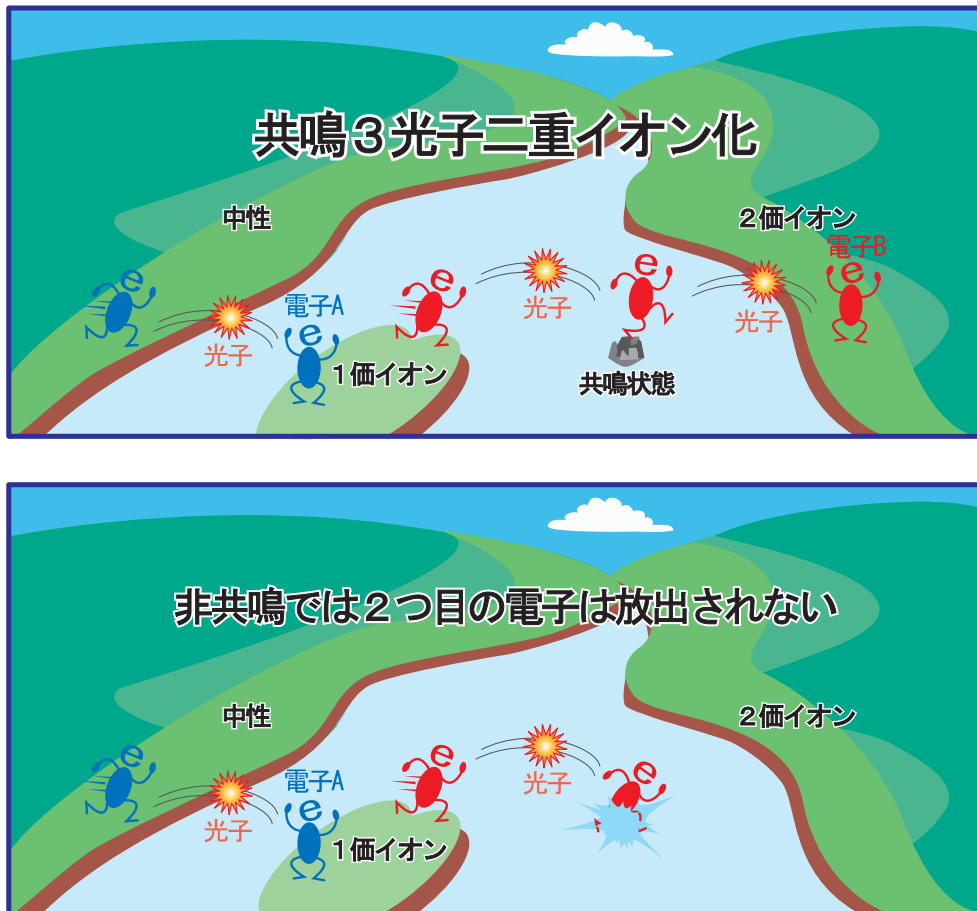 共鳴３光子二重イオン化
中性
２価イオン
電子B
e
e
e
e
光子
電子A
e
光子
光子
１価イオン
共鳴状態
非共鳴では２つ目の電子は放出されない
中性
２価イオン
e
e
e
光子
電子A
e
光子
１価イオン